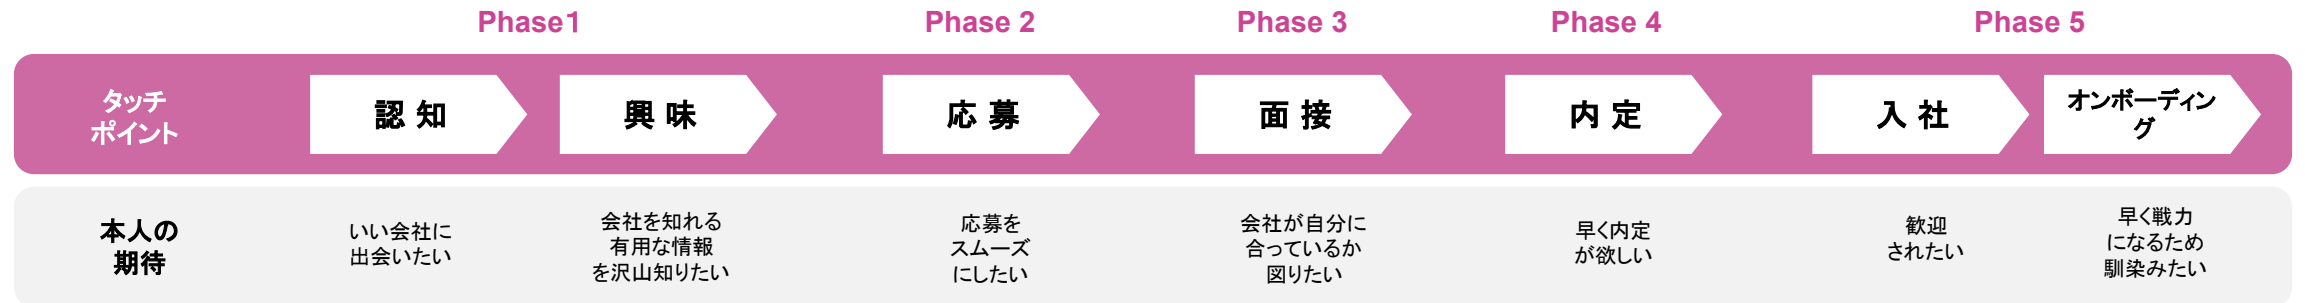 Phase1
Phase 2
Phase 3
Phase 4
Phase 5
タッチ
ポイント
認 知
興 味
応 募
面 接
内 定
入 社
オンボーディン
グ
本人の
期待
いい会社に
出会いたい
会社を知れる
有用な情報
を沢山知りたい
応募を
スムーズ
にしたい
会社が自分に
合っているか
図りたい
早く内定
が欲しい
歓迎
されたい
早く戦力
になるため
馴染みたい